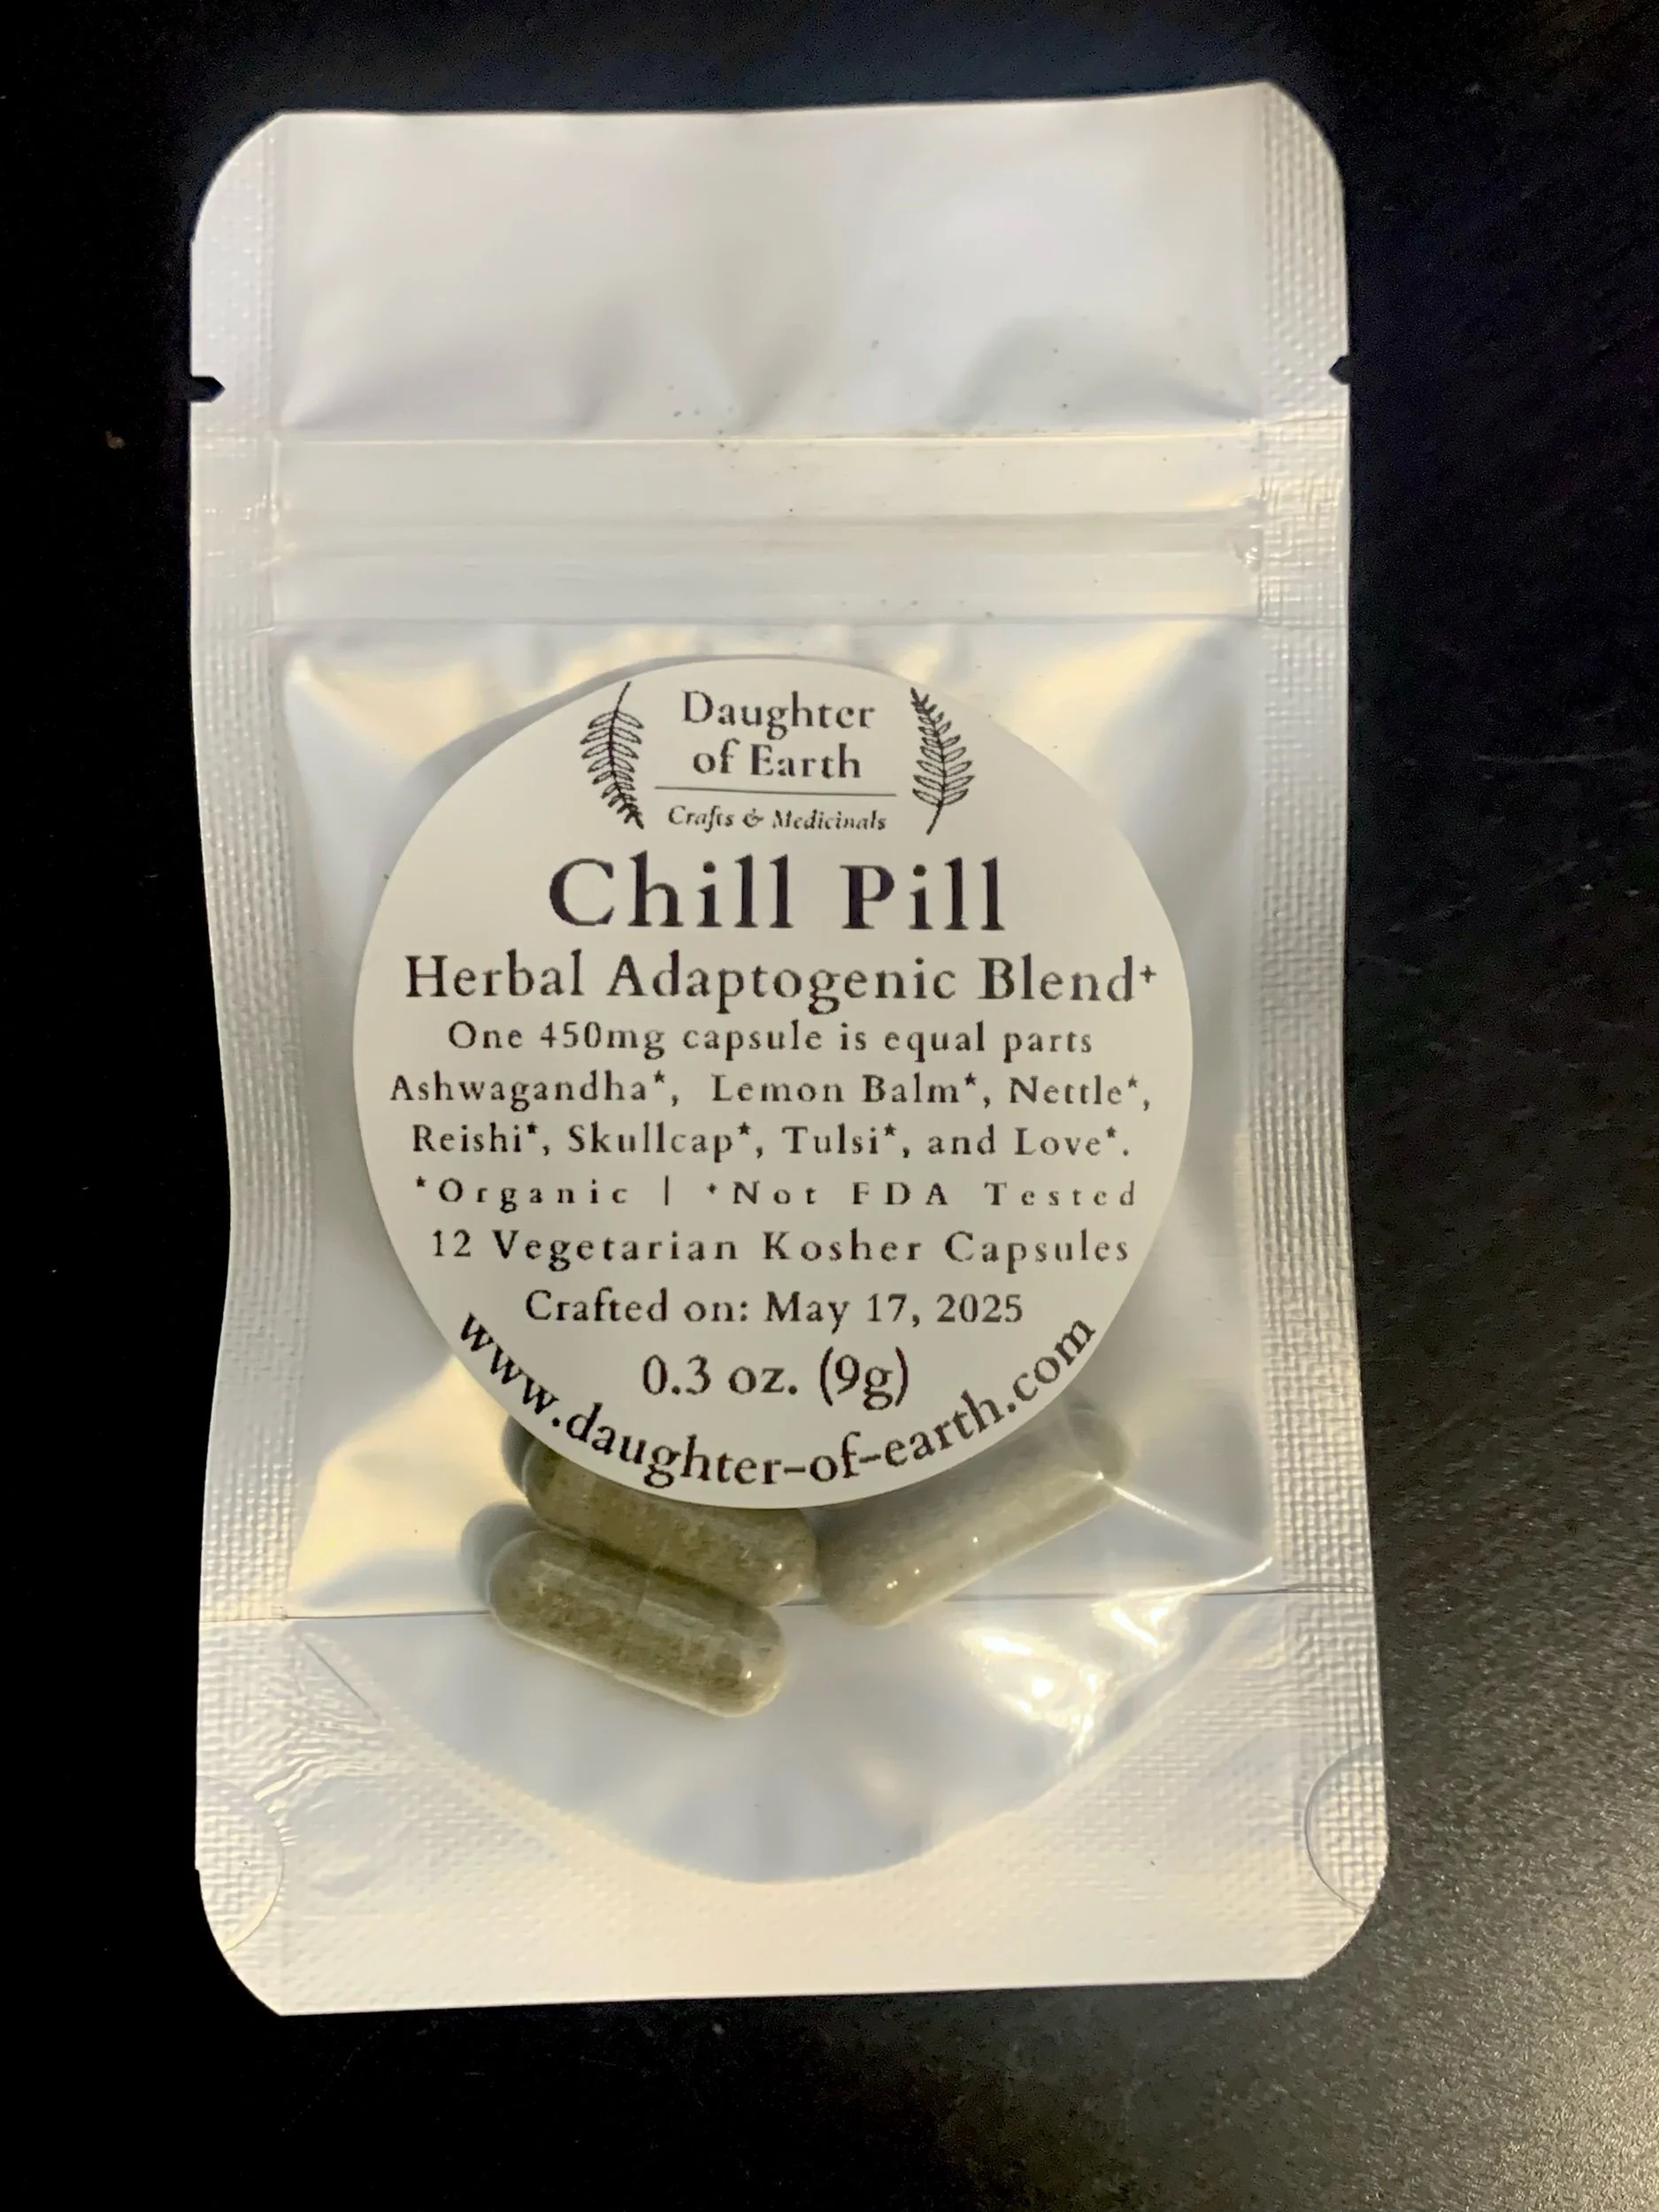 Daughter
of Earth
Crafts & Medicinals
Chill Pill
Herbal Adaptogenic Blend⁺
One 450mg capsule is equal parts
Ashwagandha*, Lemon Balm*, Nettle*,
Reishi*, Skullcap*, Tulsi*, and Love*.
*Organic | ⁺Not FDA Tested
12 Vegetarian Kosher Capsules
Crafted on: May 17, 2025
0.3 oz. (9g)
www.daughter-of-earth.com